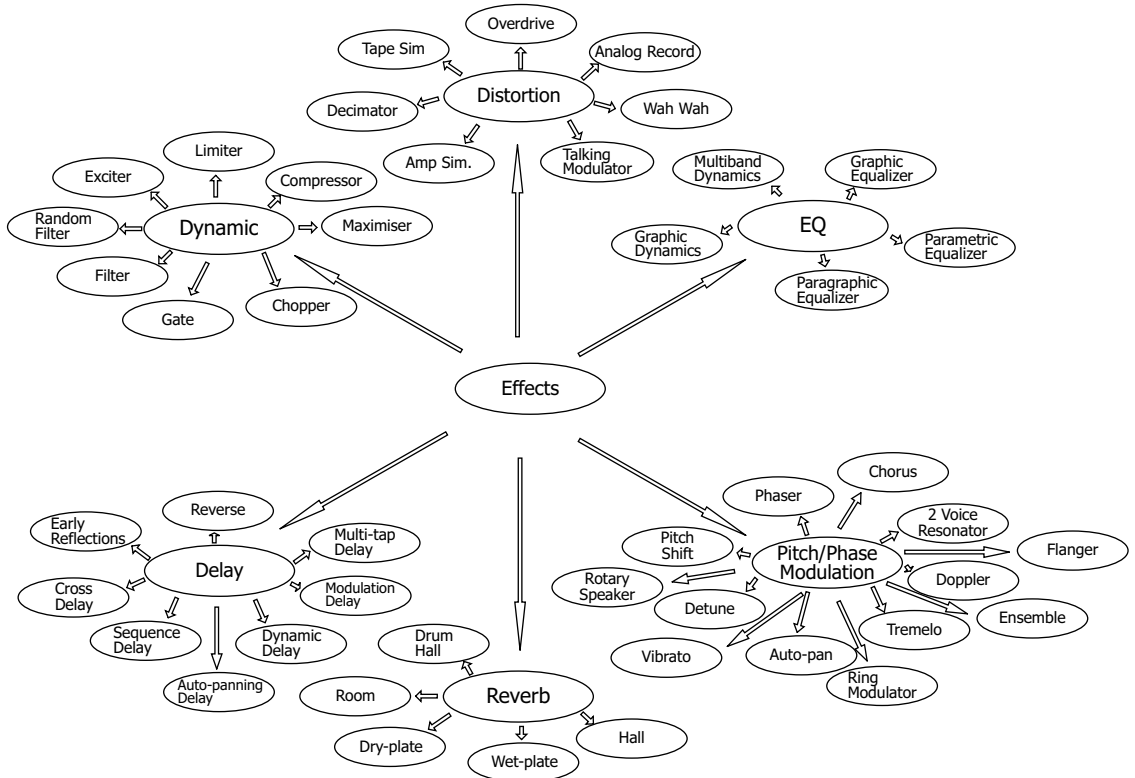 Overdrive
Tape Sim
Analog Record
Distortion
Decimator
Wah Wah
Amp Sim.
Talking
Modulator
Limiter
Exciter
Compressor
Random
Filter
Dynamic
Maximiser
Filter
Chopper
Gate
Multiband
Dynamics
Graphic
Equalizer
EQ
Graphic
Dynamics
Parametric
Equalizer
Paragraphic
Equalizer
Effects
Reverse
Early
Reflections
Multi-tap
Delay
Delay
Cross
Delay
Modulation
Delay
Sequence
Delay
Dynamic
Delay
Auto-panning
Delay
Drum
Hall
Room
Reverb
Dry-plate
Hall
Wet-plate
Chorus
Phaser
2 Voice
Resonator
Pitch
Shift
Flanger
Pitch/Phase
Modulation
Rotary
Speaker
Doppler
Detune
Ensemble
Tremelo
Vibrato
Auto-pan
Ring
Modulator